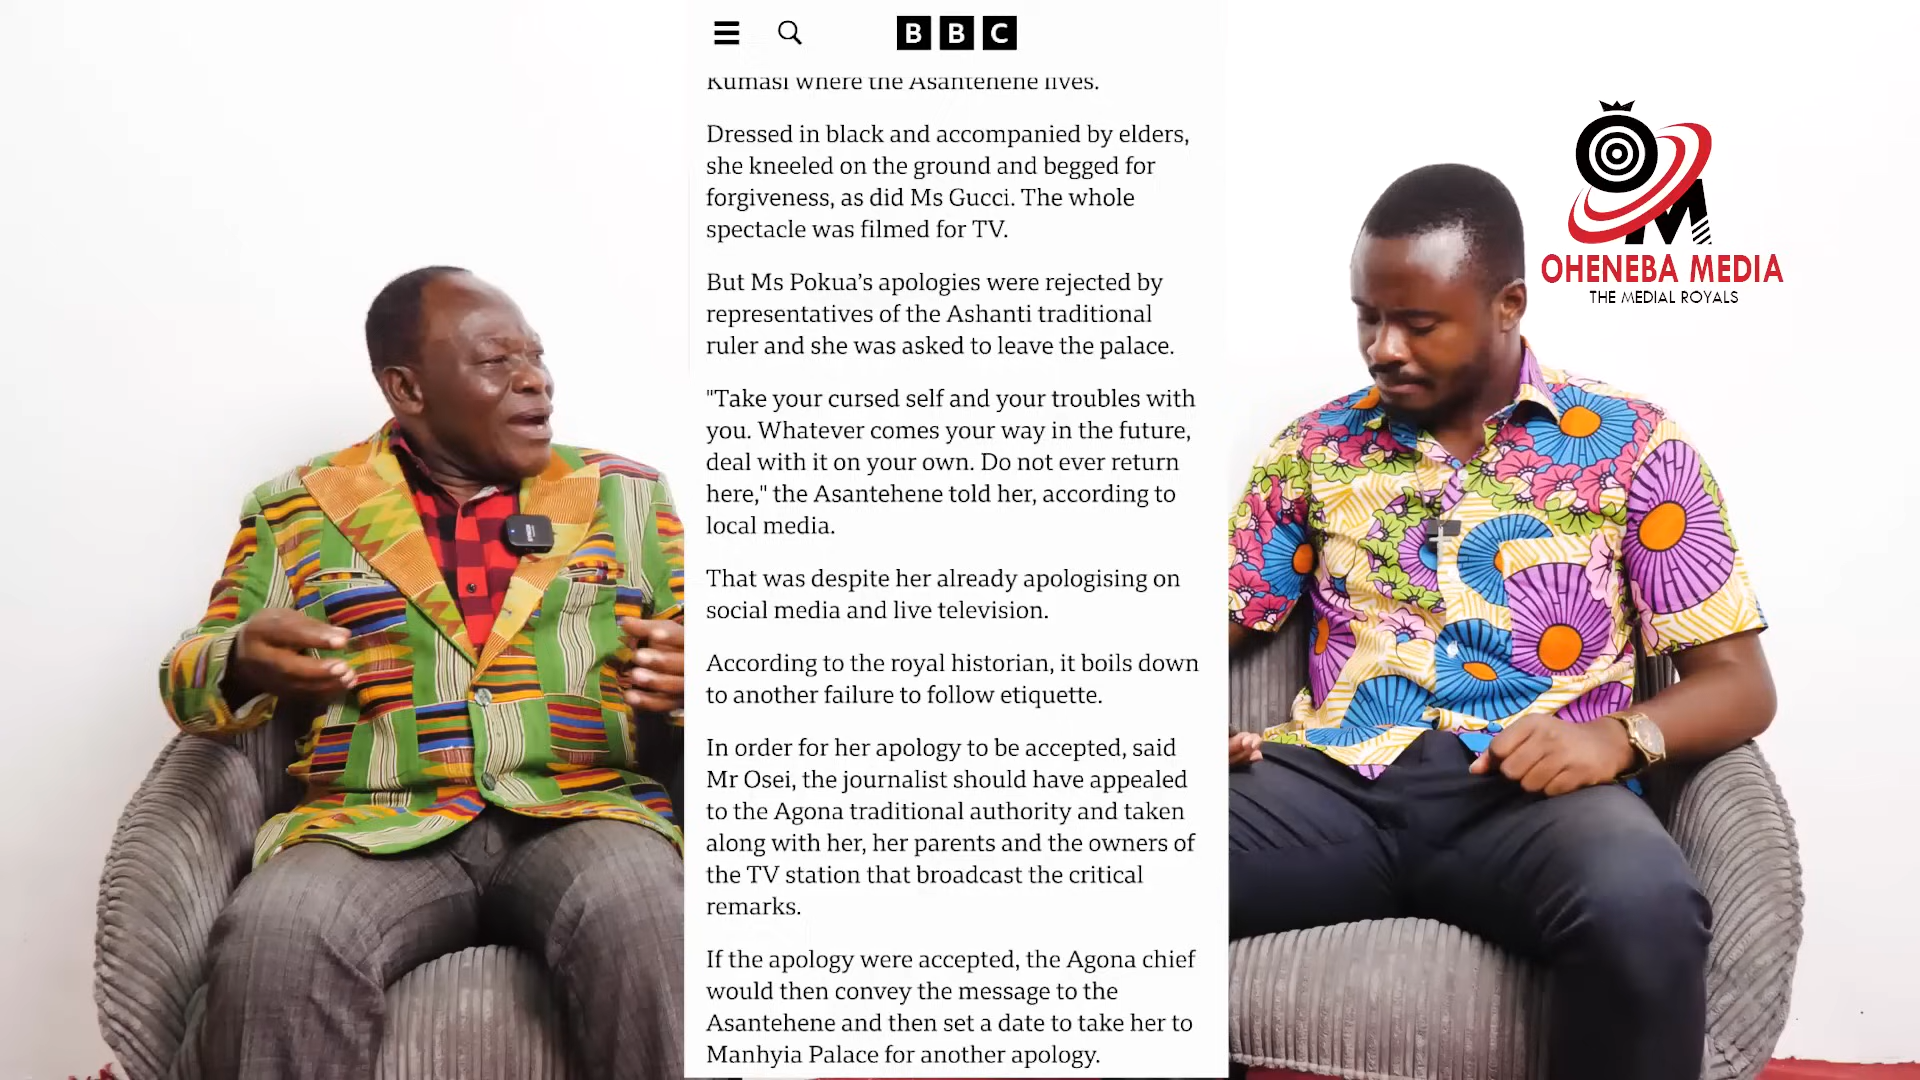 BBC
Kumasi where the Asantehene lives.
Dressed in black and accompanied by elders,
she kneeled on the ground and begged for
forgiveness, as did Ms Gucci. The whole
spectacle was filmed for TV.
But Ms Pokua’s apologies were rejected by
representatives of the Ashanti traditional
ruler and she was asked to leave the palace.
"Take your cursed self and your troubles with
you. Whatever comes your way in the future,
deal with it on your own. Do not ever return
here," the Asantehene told her, according to
local media.
That was despite her already apologising on
social media and live television.
According to the royal historian, it boils down
to another failure to follow etiquette.
In order for her apology to be accepted, said
Mr Osei, the journalist should have appealed
to the Agona traditional authority and taken
along with her, her parents and the owners of
the TV station that broadcast the critical
remarks.
If the apology were accepted, the Agona chief
would then convey the message to the
Asantehene and then set a date to take her to
Manhyia Palace for another apology.
M
OHENEBA MEDIA
THE MEDIAL ROYALS